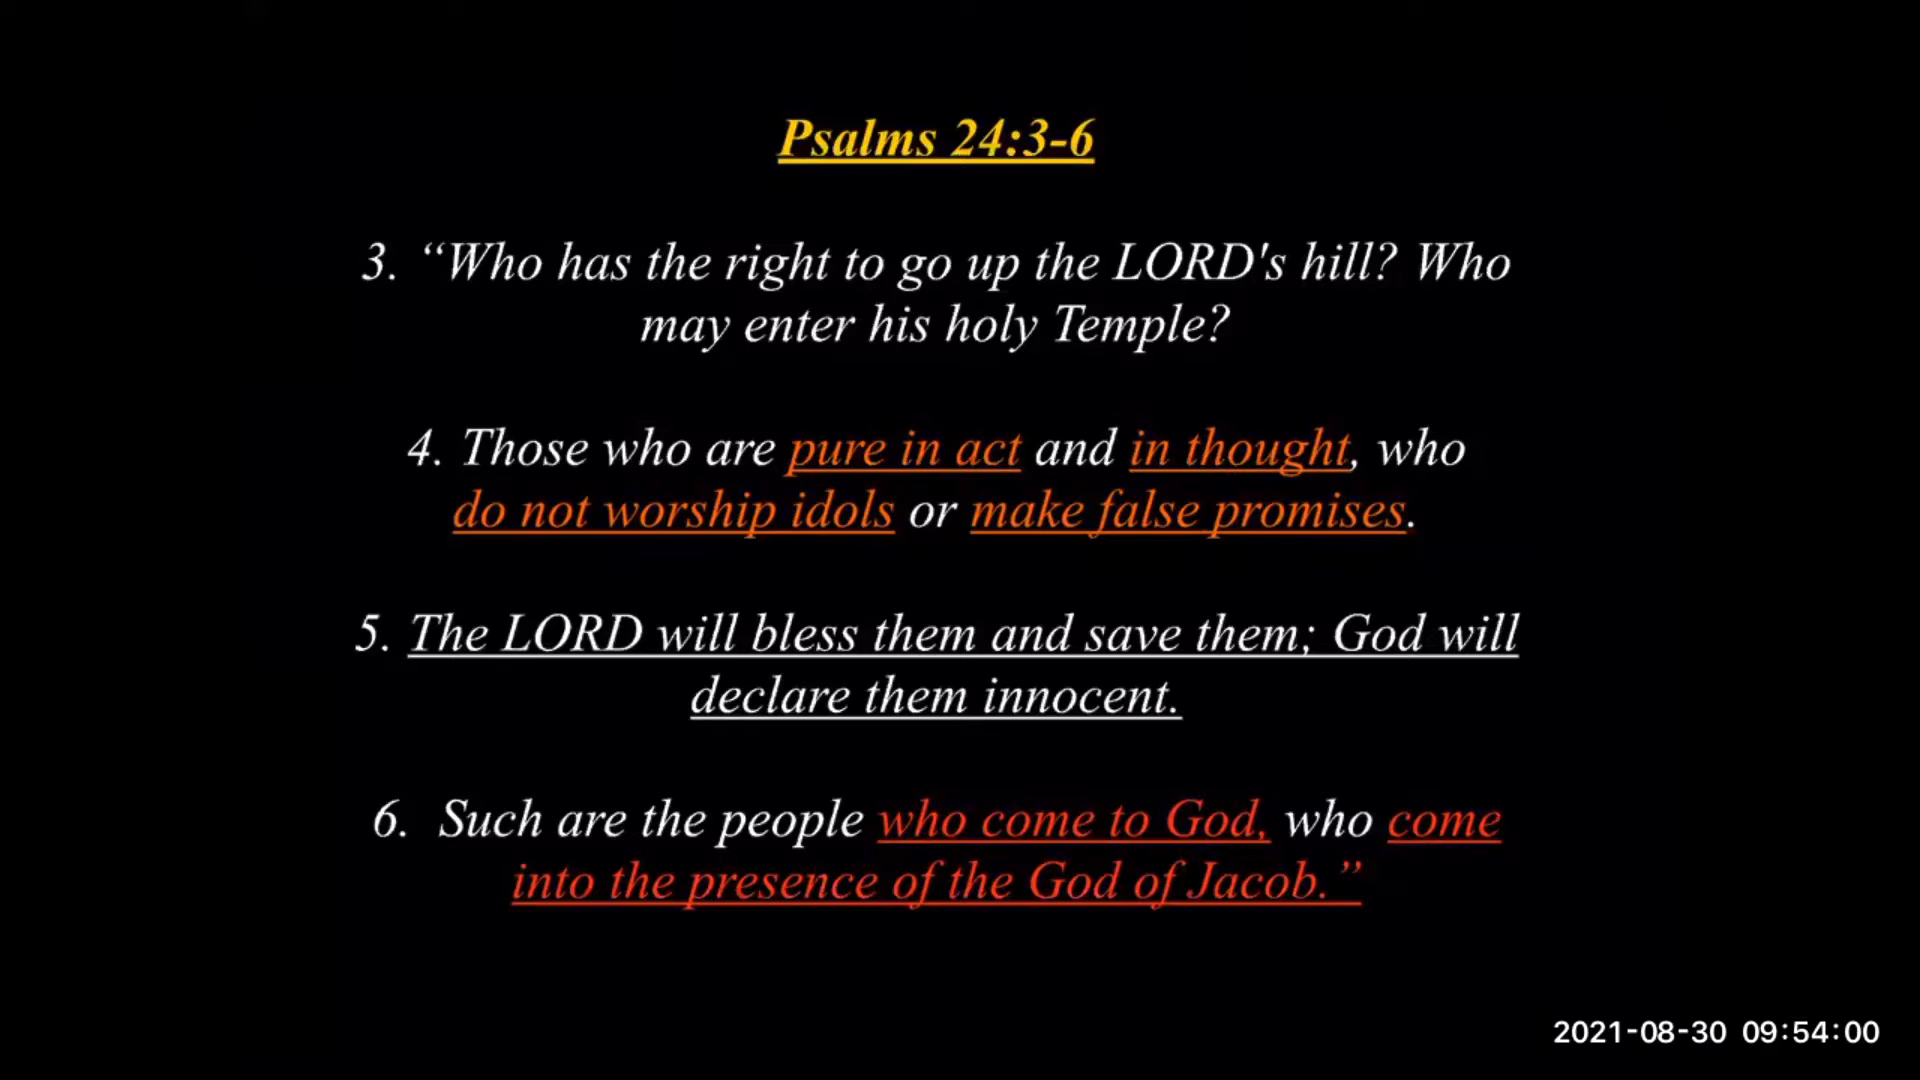 Psalms 24:3-6
3. “Who has the right to go up the LORD's hill? Who
may enter his holy Temple?
4. Those who are pure in act and in thought, who
do not worship idols or make false promises.
5. The LORD will bless them and save them; God will
declare them innocent.
6. Such are the people who come to God, who come
into the presence of the God of Jacob.”
2021-08-30 09:54:00